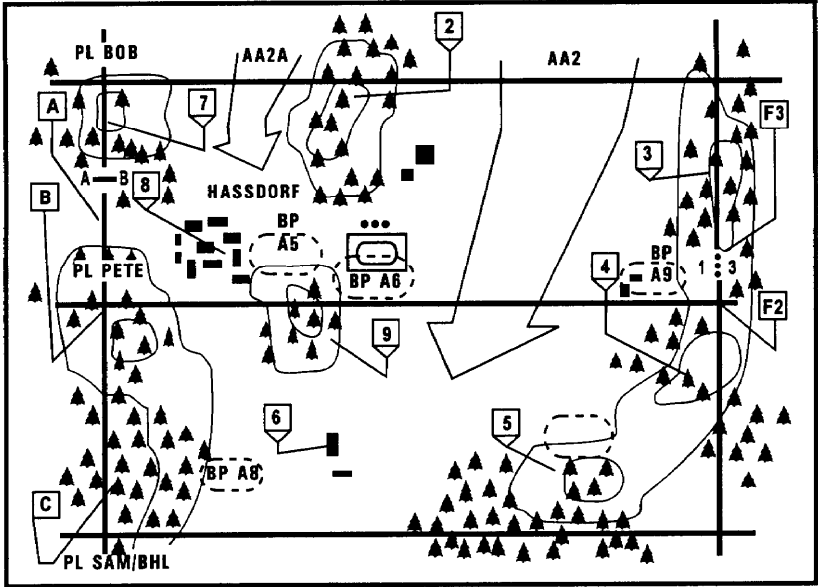 PL BOB
AA2A
2
AA2
A
7
F3
3
A B
8
HASSDORF
B
BP
A5
PL PETE
BP A6
4
BP
A9
1 3
F2
9
6
5
BP A8
C
PL SAM/BHL